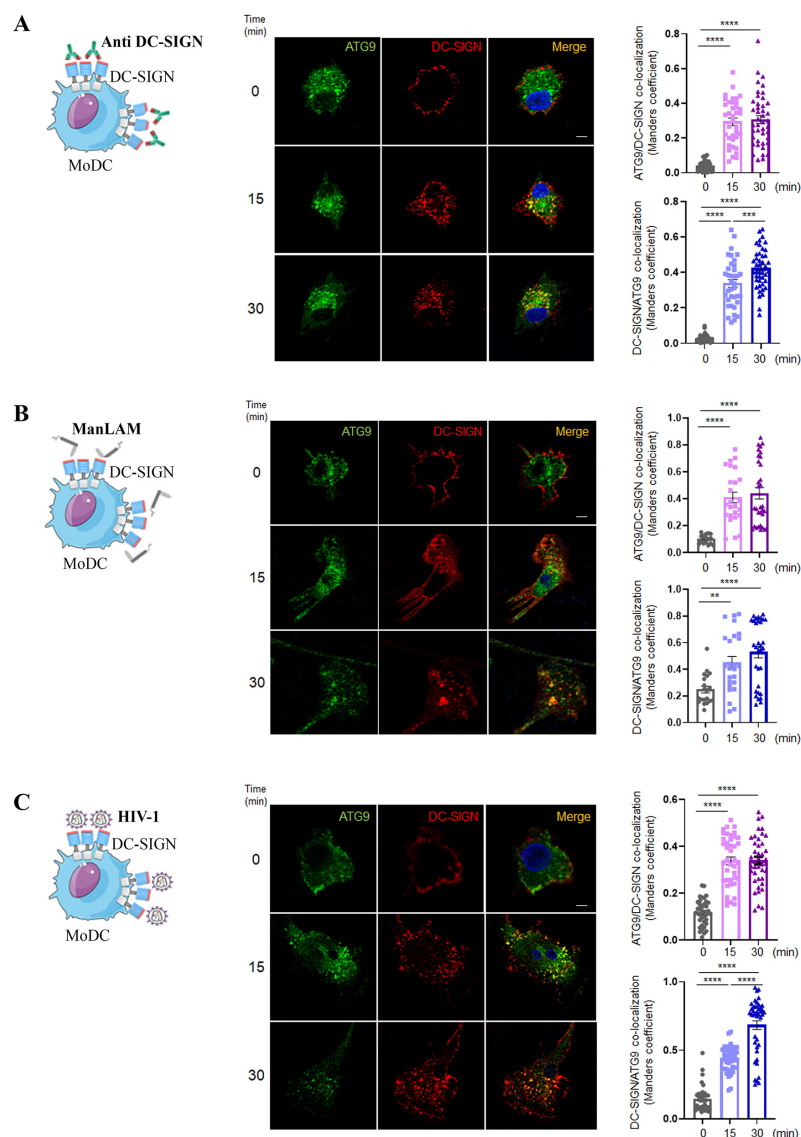 A
Anti DC-SIGN
DC-SIGN
MoDC
Time
(min)
ATG9
DC-SIGN
Merge
0
15
30
ATG9/DC-SIGN co-localization
(Manders coefficient)
0.8
0.6
0.4
0.2
0.0
****
****
0 15 30 (min)
DC-SIGN/ATG9 co-localization
(Manders coefficient)
0.8
0.6
0.4
0.2
0.0
****
**** ***
0 15 30 (min)
B
ManLAM
DC-SIGN
MoDC
Time
(min)
ATG9
DC-SIGN
Merge
0
15
30
ATG9/DC-SIGN co-localization
(Manders coefficient)
1.0
0.8
0.6
0.4
0.2
0.0
****
****
0 15 30 (min)
DC-SIGN/ATG9 co-localization
(Manders coefficient)
1.0
0.8
0.6
0.4
0.2
0.0
****
**
0 15 30 (min)
C
HIV-1
DC-SIGN
MoDC
Time
(min)
ATG9
DC-SIGN
Merge
0
15
30
ATG9/DC-SIGN co-localization
(Manders coefficient)
0.6
0.4
0.2
0.0
****
****
0 15 30 (min)
DC-SIGN/ATG9 co-localization
(Manders coefficient)
1.0
0.5
0.0
****
**** ****
0 15 30 (min)